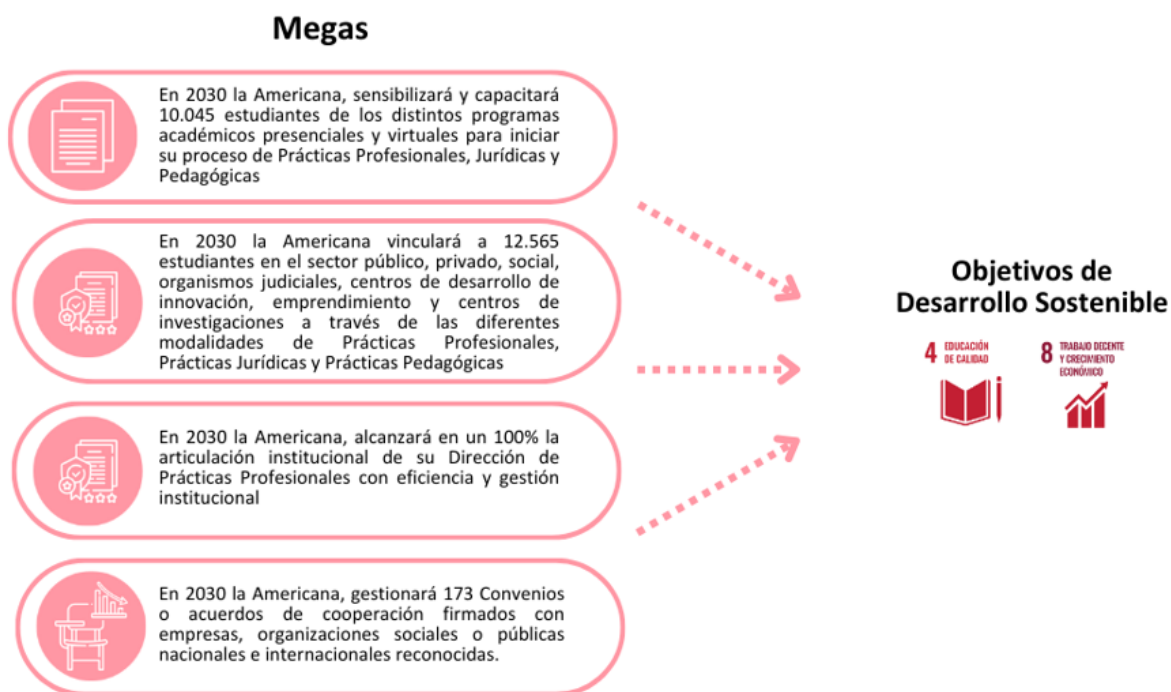 Megas
En 2030 la Americana, sensibilizará y capacitará
10.045 estudiantes de los distintos programas
académicos presenciales y virtuales para iniciar
su proceso de Prácticas Profesionales, Jurídicas y
Pedagógicas
En 2030 la Americana vinculará a 12.565
estudiantes en el sector público, privado, social,
organismos judiciales, centros de desarrollo de
innovación, emprendimiento y centros de
investigaciones a través de las diferentes
modalidades de Prácticas Profesionales,
Prácticas Jurídicas y Prácticas Pedagógicas
En 2030 la Americana, alcanzará en un 100% la
articulación institucional de su Dirección de
Prácticas Profesionales con eficiencia y gestión
institucional
En 2030 la Americana, gestionará 173 Convenios
o acuerdos de cooperación firmados con
empresas, organizaciones sociales o públicas
nacionales e internacionales reconocidas.
Objetivos de
Desarrollo Sostenible
4 EDUCACIÓN
DE CALIDAD
8 TRABAJO DECENTE
Y CRECIMIENTO
ECONÓMICO